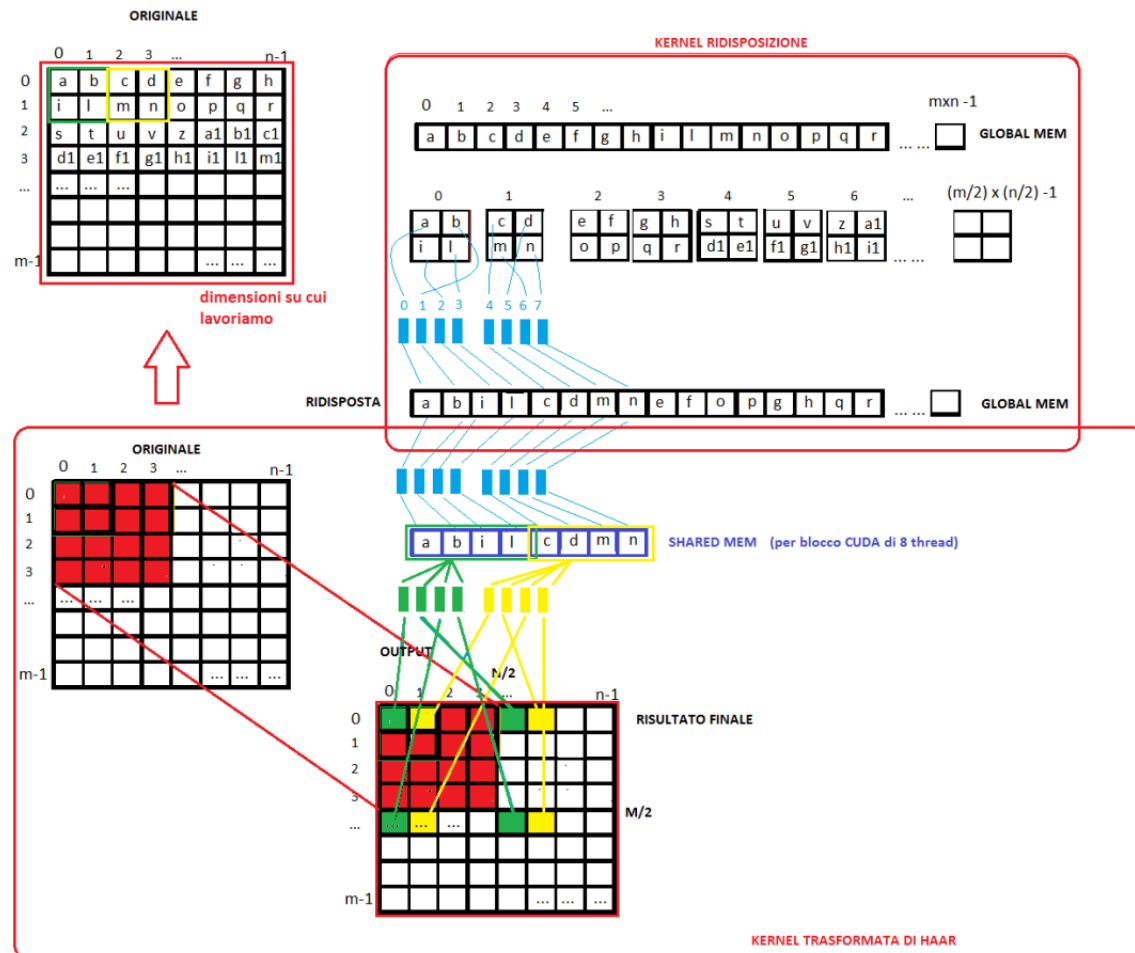 ORIGINALE
0 1 2 3 ... n-1
0 a b c d e f g h
1 i l m n o p q r
2 s t u v z a1 b1 c1
3 d1 e1 f1 g1 h1 i1 l1 m1
... ... ... ...
m-1 ... ... ...
dimensioni su cui
lavoriamo
KERNEL RIDISPOSIZIONE
0 1 2 3 4 5 ... mxn -1
a b c d e f g h i l m n o p q r ... ... GLOBAL MEM
0 1 2 3 4 5 6 ... (m/2) x (n/2) -1
a b c d e f g h s t u v z a1
i l m n o p q r d1 e1 f1 g1 h1 i1 ... ...
0 1 2 3 4 5 6 7
RIDISPOSTA a b i l c d m n e f o p g h q r ... ... GLOBAL MEM
ORIGINALE
0 1 2 3 ... n-1
0
1
2
3
... ... ... ...
m-1 ... ... ...
a b i l c d m n SHARED MEM (per blocco CUDA di 8 thread)
OUTPUT
N/2
0 1 2 3 ... n-1
0 RISULTATO FINALE
1
2
3
... ... ... ... M/2
m-1 ... ... ...
KERNEL TRASFORMATA DI HAAR